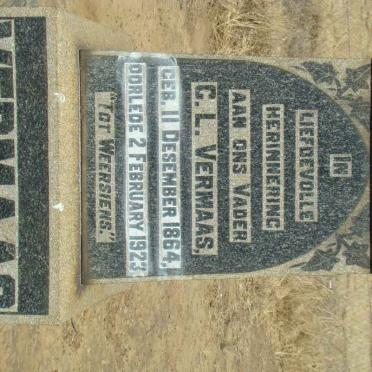 IN
LIEFDEVOLLE
HERINNERING
AAN ONS VADER
C. L. VERMAAS,
GEB. 11 DESEMBER 1864,
OORLEDE 2 FEBRUARY 1923.
"TOT WEERSIENS."
VERMAAS